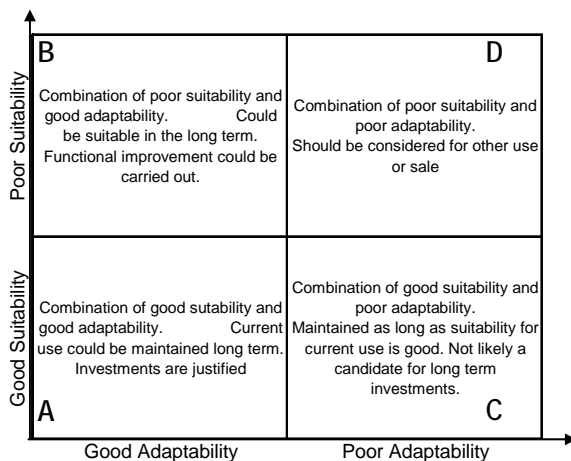 B
Combination of poor suitability and
good adaptability. Could
be suitable in the long term.
Functional improvement could be
carried out.
D
Combination of poor suitability and
poor adaptability.
Should be considered for other use
or sale
Poor Suitability
Combination of good sutability and
good adaptability. Current
use could be maintained long term.
Investments are justified
A
Combination of good suitability and
poor adaptability.
Maintained as long as suitability for
current use is good. Not likely a
candidate for long term
investments.
C
Good Suitability
Good Adaptability
Poor Adaptability